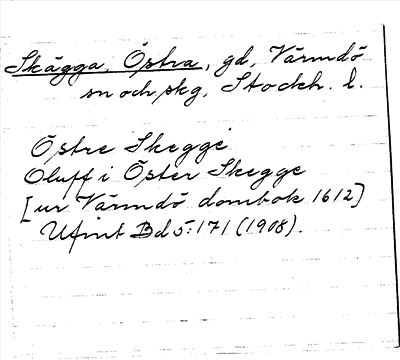 Skägga, Östra, gd, Värmdö
sn och skg, Stockh. l.
Östre Skegge
Oluff i Öster Skegge
[ur Värmdö dombok 1612]
Ufmt Bd 5:171 (1908).